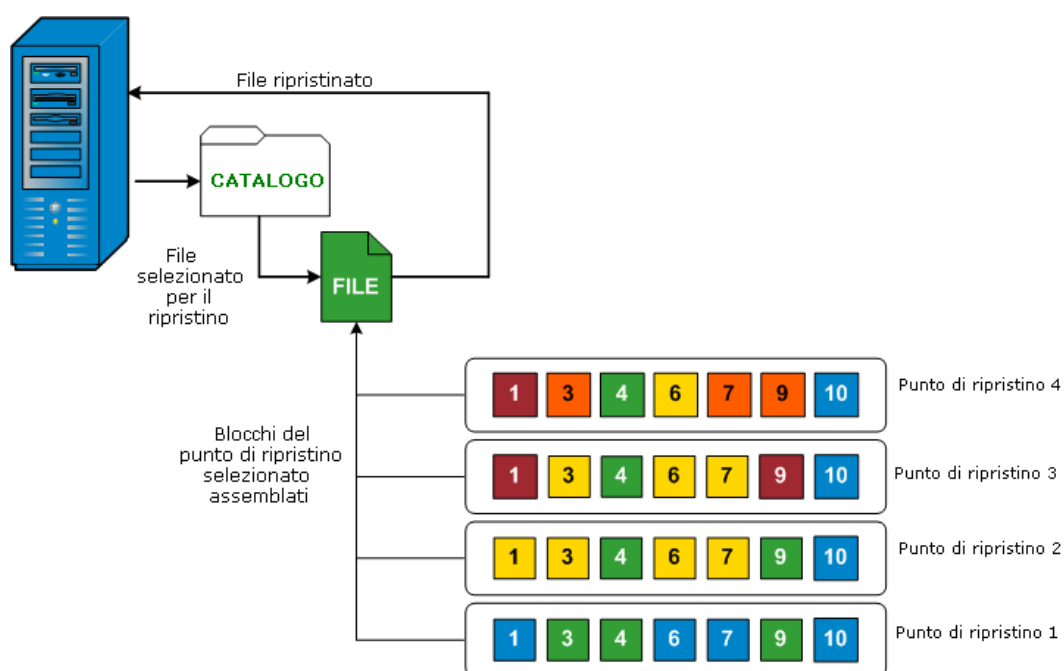 File ripristinato
CATALOGO
File
selezionato
per il
ripristino
FILE
1 3 4 6 7 9 10
Punto di ripristino 4
Blocchi del
punto di ripristino
selezionato
assemblati
1 3 4 6 7 9 10
Punto di ripristino 3
1 3 4 6 7 9 10
Punto di ripristino 2
1 3 4 6 7 9 10
Punto di ripristino 1